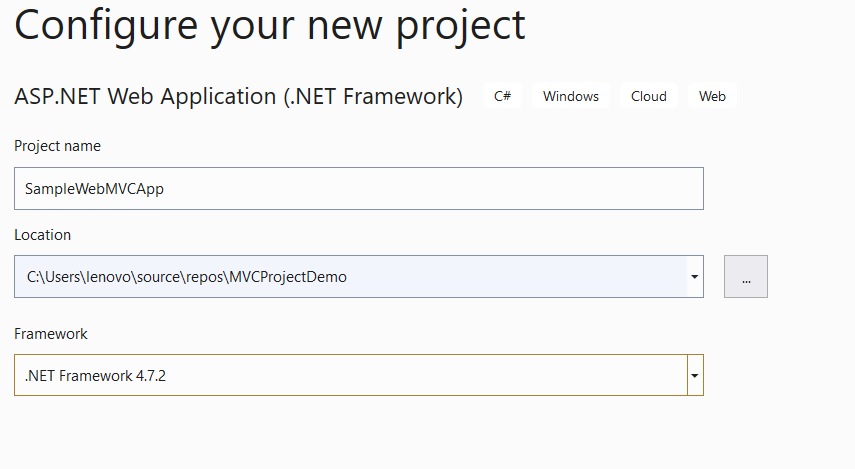 Configure your new project
ASP.NET Web Application (.NET Framework) C# Windows Cloud Web
Project name
SampleWebMVCApp
Location
C:\Users\lenovo\source\repos\MVCProjectDemo ...
Framework
.NET Framework 4.7.2